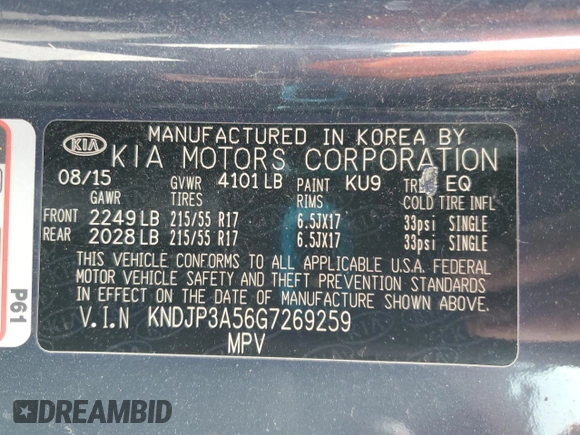 MANUFACTURED IN KOREA BY
KIA KIA MOTORS CORPORATION
08/15 GVWR 4101 LB PAINT KU9 EQ
GAWR TIRES RIMS COLD TIRE INFL
FRONT 2249 LB 215/55 R17 6.5JX17 33psi SINGLE
REAR 2028 LB 215/55 R17 6.5JX17 33psi SINGLE
THIS VEHICLE CONFORMS TO ALL APPLICABLE U.S.A. FEDERAL
MOTOR VEHICLE SAFETY AND THEFT PREVENTION STANDARDS
IN EFFECT ON THE DATE OF MANUFACTURE SHOWN ABOVE.
V.I.N KNDJP3A56G7269259
MPV
P61
DREAMBID